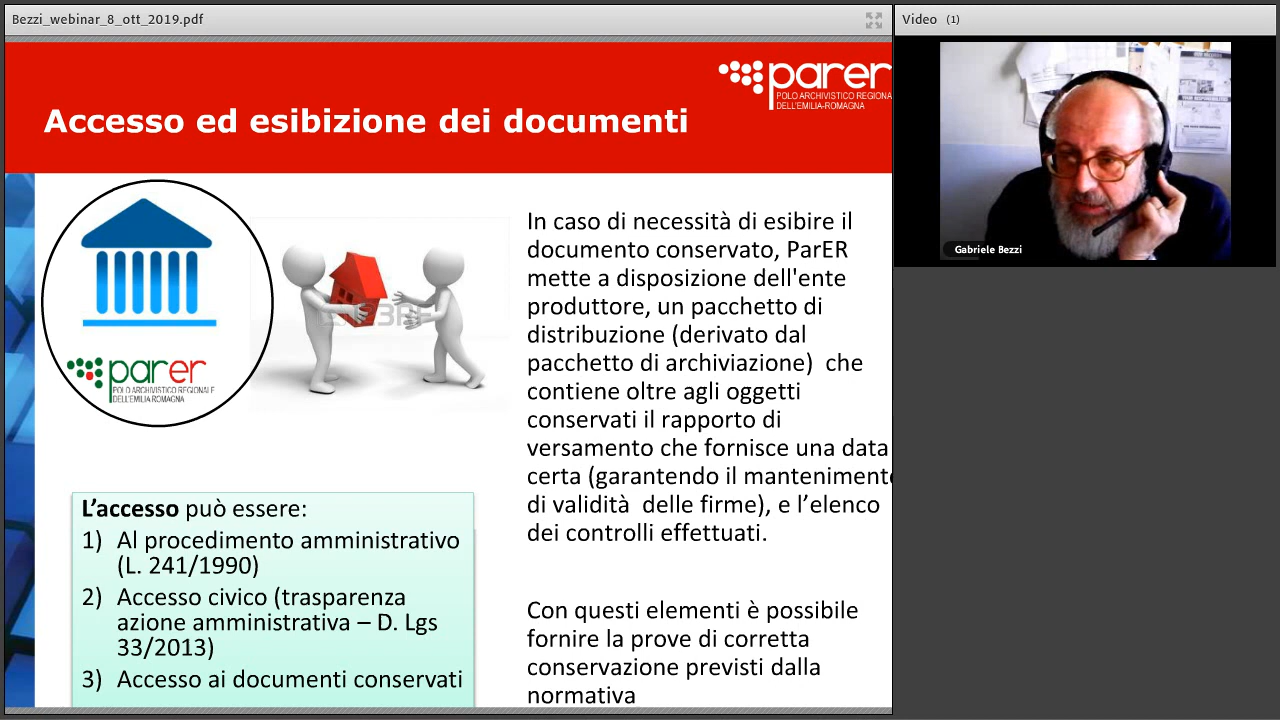 Bezzi_webinar_8_ott_2019.pdf
Video (1)
parer
POLO ARCHIVISTICO REGIONA
DELL'EMILIA-ROMAGNA
Accesso ed esibizione dei documenti
Gabriele Bezzi
parer
POLO ARCHIVISTICO REGIONALE
DELL'EMILIA ROMAGNA
In caso di necessità di esibire il
documento conservato, ParER
mette a disposizione dell'ente
produttore, un pacchetto di
distribuzione (derivato dal
pacchetto di archiviazione) che
contiene oltre agli oggetti
conservati il rapporto di
versamento che fornisce una data
certa (garantendo il mantenimento
di validità delle firme), e l’elenco
dei controlli effettuati.
Con questi elementi è possibile
fornire la prove di corretta
conservazione previsti dalla
normativa
L’accesso può essere:
1) Al procedimento amministrativo
(L. 241/1990)
2) Accesso civico (trasparenza
azione amministrativa – D. Lgs
33/2013)
3) Accesso ai documenti conservati